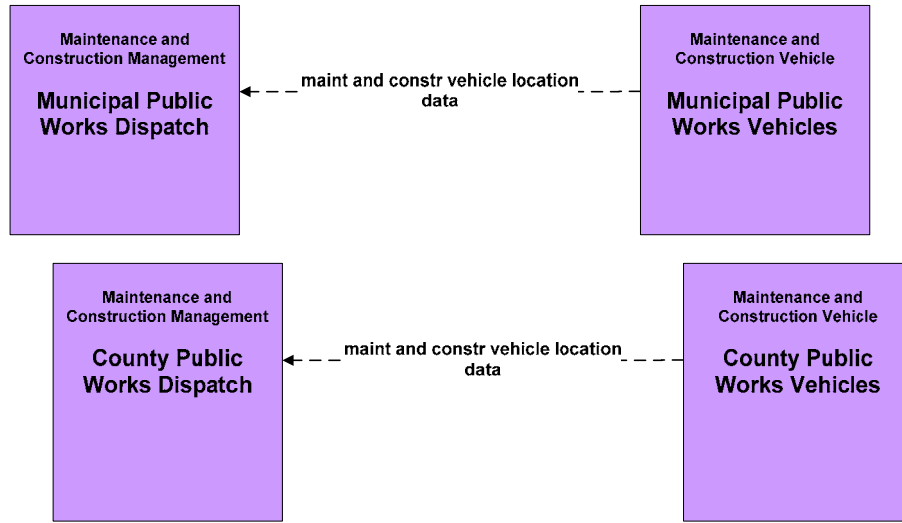 Maintenance and
Construction Management
Municipal Public
Works Dispatch
maint and constr vehicle location
data
Maintenance and
Construction Vehicle
Municipal Public
Works Vehicles
Maintenance and
Construction Management
County Public
Works Dispatch
maint and constr vehicle location
data
Maintenance and
Construction Vehicle
County Public
Works Vehicles